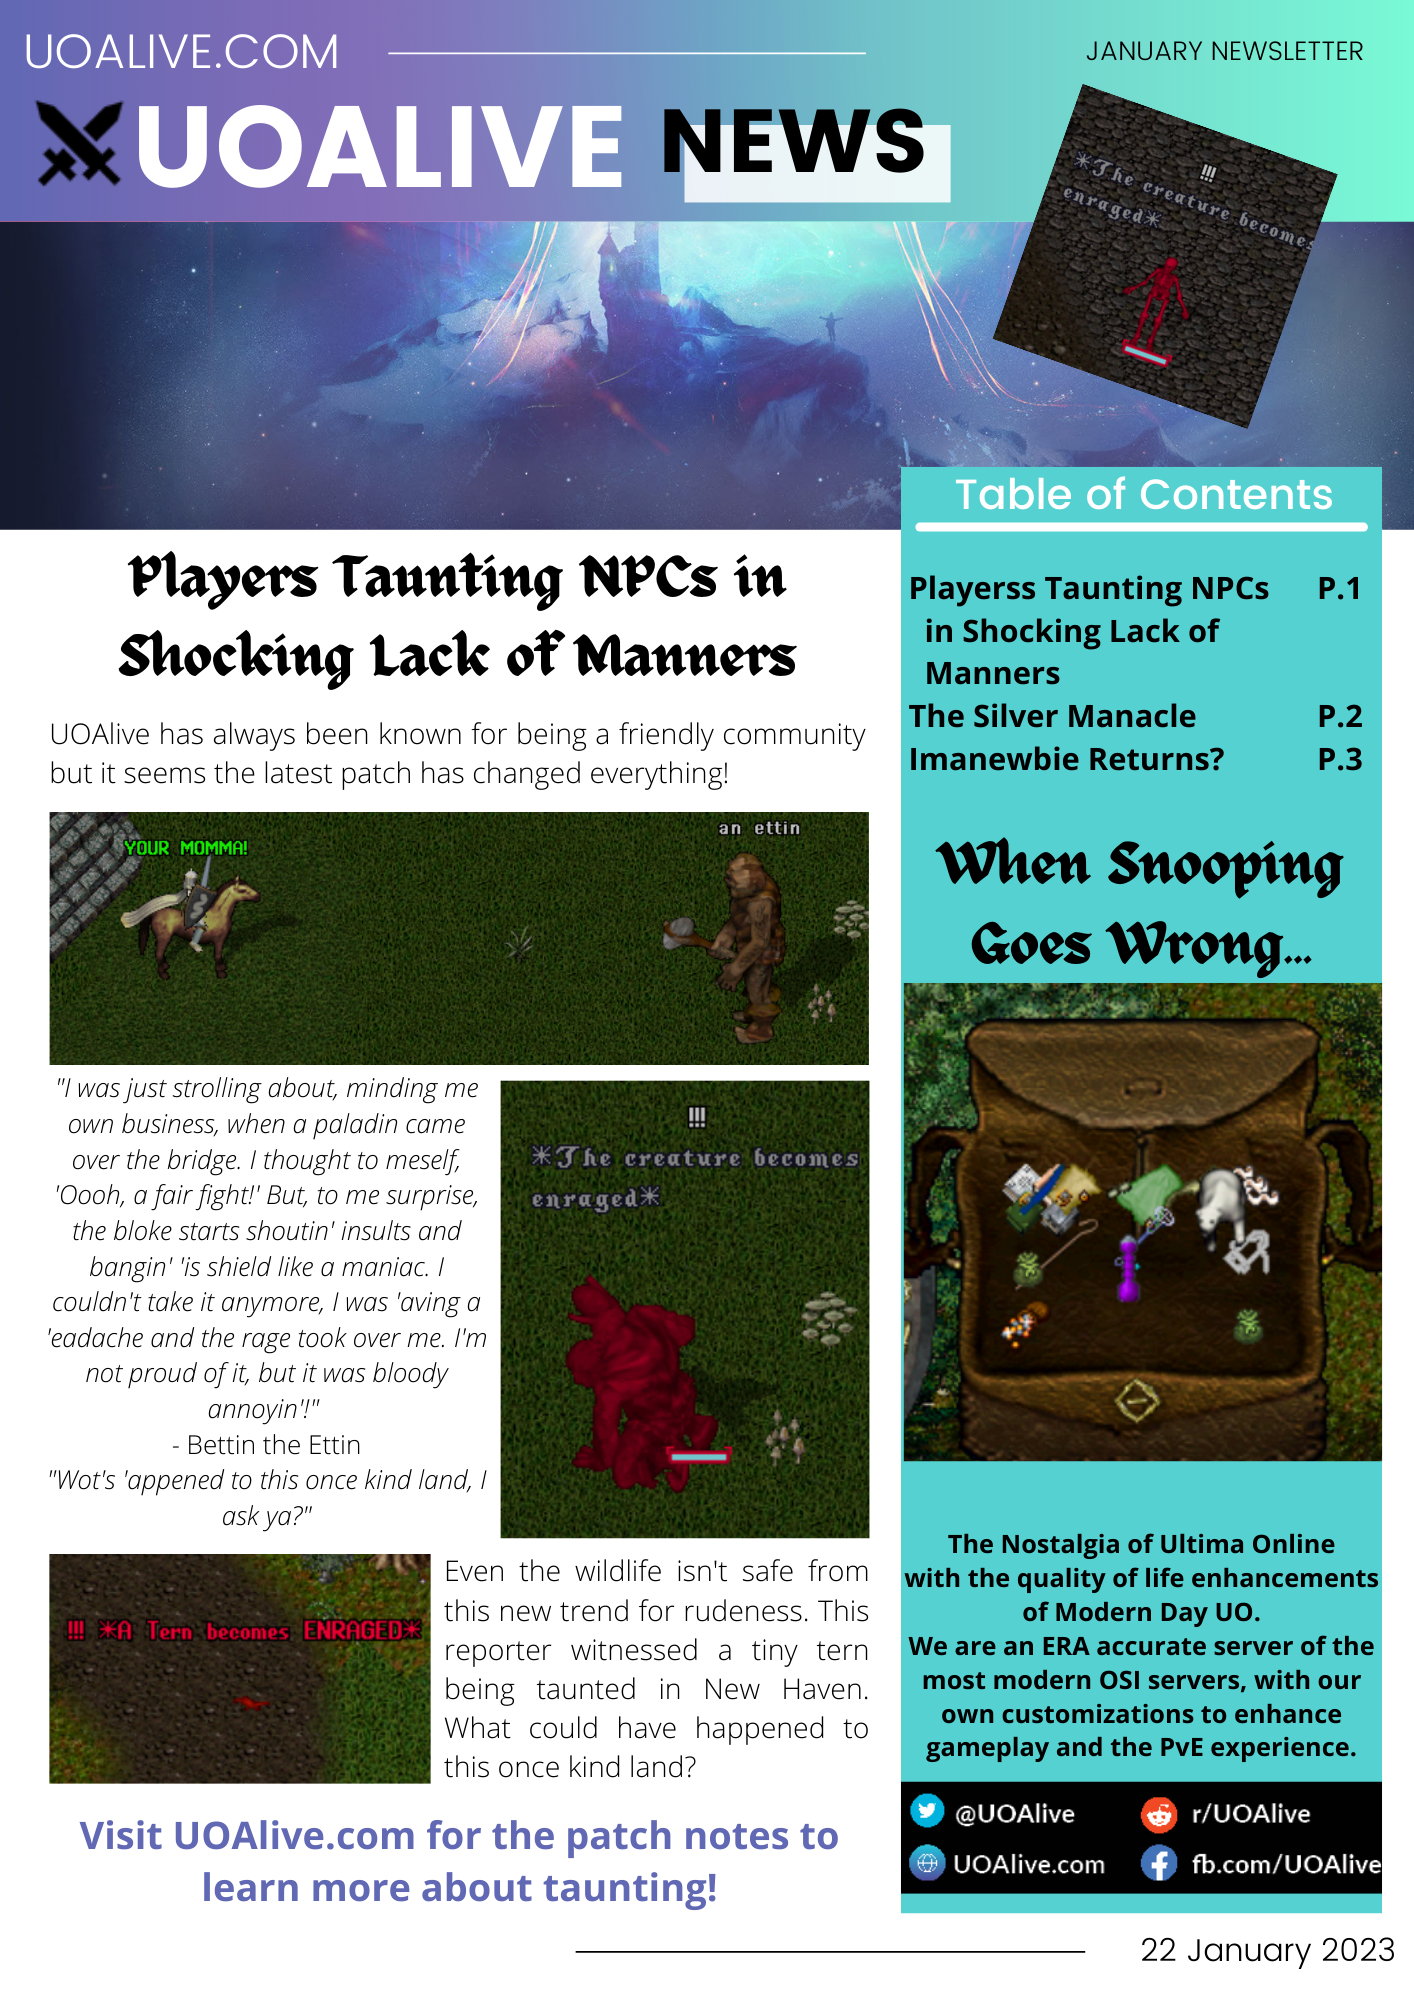 UOALIVE.COM
JANUARY NEWSLETTER
UOALIVE NEWS
!!!
*The creature becomes
enraged*
Players Taunting NPCs in
Shocking Lack of Manners
UOAlive has always been known for being a friendly community
but it seems the latest patch has changed everything!
YOUR MOMMA!
an ettin
"I was just strolling about, minding me
own business, when a paladin came
over the bridge. I thought to meself,
'Oooh, a fair fight!' But, to me surprise,
the bloke starts shoutin' insults and
bangin' 'is shield like a maniac. I
couldn't take it anymore, I was 'aving a
'eadache and the rage took over me. I'm
not proud of it, but it was bloody
annoyin'!"
- Bettin the Ettin
"Wot's 'appened to this once kind land, I
ask ya?"
!!!
*The creature becomes
enraged*
!!! *A Tern becomes ENRAGED*
Even the wildlife isn't safe from
this new trend for rudeness. This
reporter witnessed a tiny tern
being taunted in New Haven.
What could have happened to
this once kind land?
Visit UOAlive.com for the patch notes to
learn more about taunting!
Table of Contents
Playerss Taunting NPCs P.1
in Shocking Lack of
Manners
The Silver Manacle P.2
Imanewbie Returns? P.3
When Snooping
Goes Wrong...
The Nostalgia of Ultima Online
with the quality of life enhancements
of Modern Day UO.
We are an ERA accurate server of the
most modern OSI servers, with our
own customizations to enhance
gameplay and the PvE experience.
@UOAlive r/UOAlive
UOAlive.com fb.com/UOAlive
22 January 2023